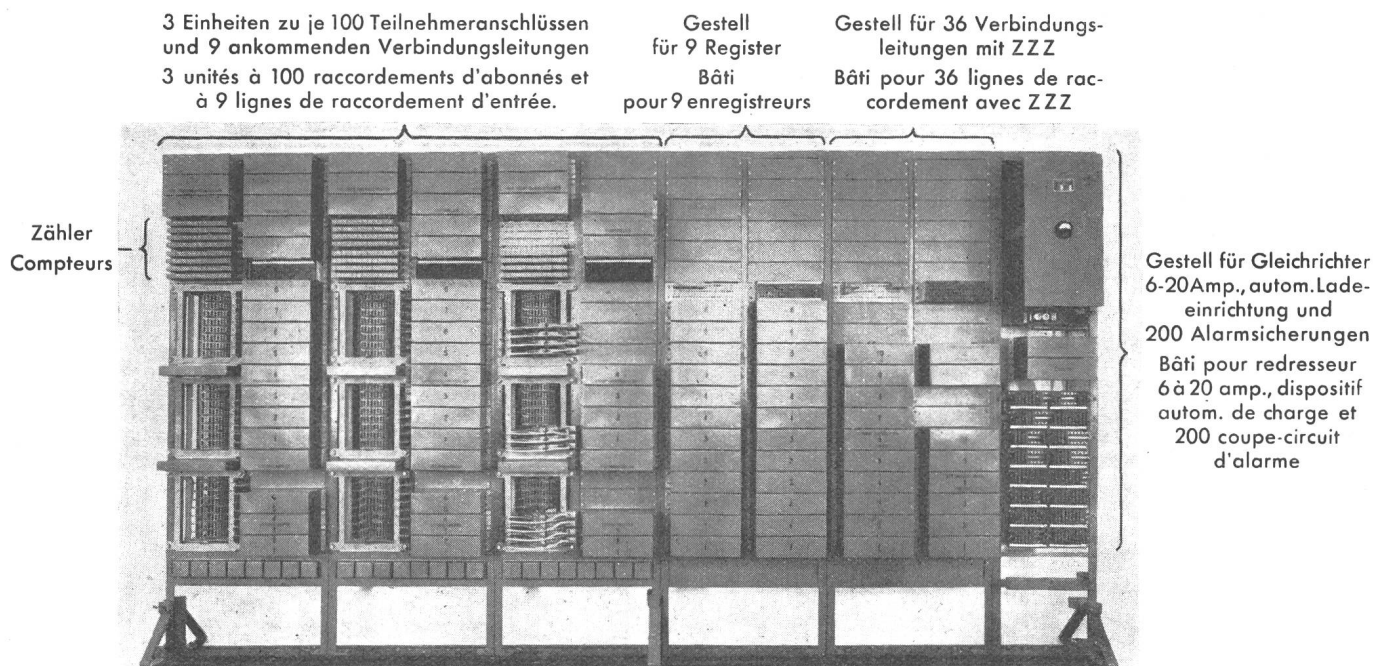 3 Einheiten zu je 100 Teilnehmeranschlüssen
und 9 ankommenden Verbindungsleitungen
3 unités à 100 raccordements d'abonnés et
à 9 lignes de raccordement d'entrée.
Gestell
für 9 Register
Bâti
pour 9 enregistreurs
Gestell für 36 Verbindungs-
leitungen mit ZZZ
Bâti pour 36 lignes de rac-
cordement avec ZZZ
Zähler
Compteurs
Gestell für Gleichrichter
6-20 Amp., autom. Lade-
einrichtung und
200 Alarmsicherungen
Bâti pour redresseur
6 à 20 amp., dispositif
autom. de charge et
200 coupe-circuit
d'alarme